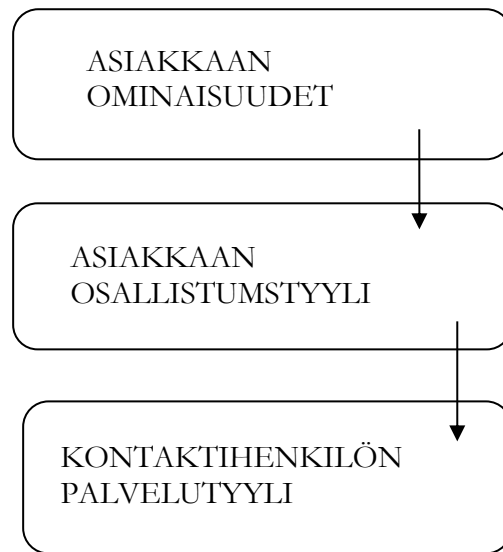 ASIAKKAAN
OMINAISUUDET
ASIAKKAAN
OSALLISTUMSTYYLI
KONTAKTIHENKILÖN
PALVELUTYYLI